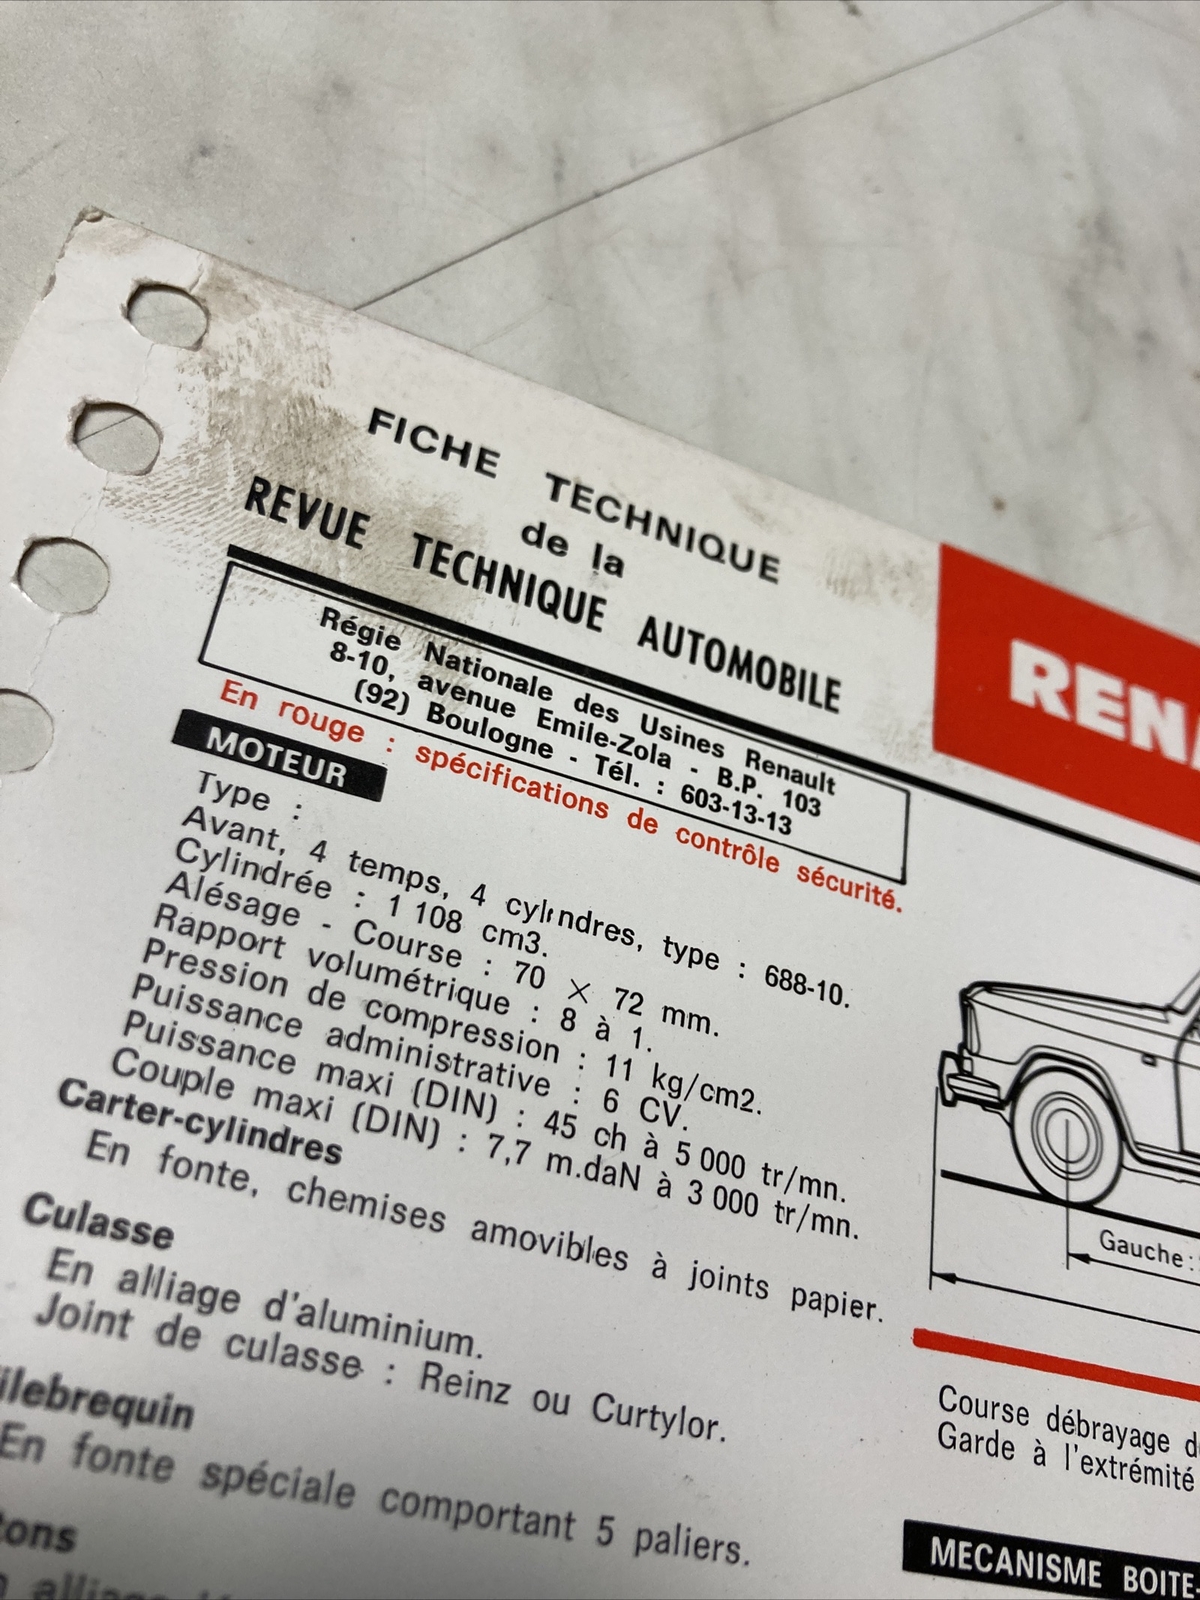 FICHE TECHNIQUE
de la
REVUE TECHNIQUE AUTOMOBILE
Régie Nationale des Usines Renault
8-10, avenue Emile-Zola - B.P. 103
(92) Boulogne - Tél. : 603-13-13
En rouge : spécifications de contrôle sécurité.
MOTEUR
Type :
Avant, 4 temps, 4 cylindres, type : 688-10.
Cylindrée : 1 108 cm3.
Alésage - Course : 70 × 72 mm.
Rapport volumétrique : 8 à 1.
Pression de compression : 11 kg/cm2.
Puissance administrative : 6 CV.
Puissance maxi (DIN) : 45 ch à 5 000 tr/mn.
Couple maxi (DIN) : 7,7 m.daN à 3 000 tr/mn.
Carter-cylindres
En fonte, chemises amovibles à joints papier.
Culasse
En alliage d'aluminium.
Joint de culasse : Reinz ou Curtylor.
ilebrequin
En fonte spéciale comportant 5 paliers.
tons
alliage
RENA
Gauche :
Course débrayage d
Garde à l'extrémité
MECANISME BOITE-